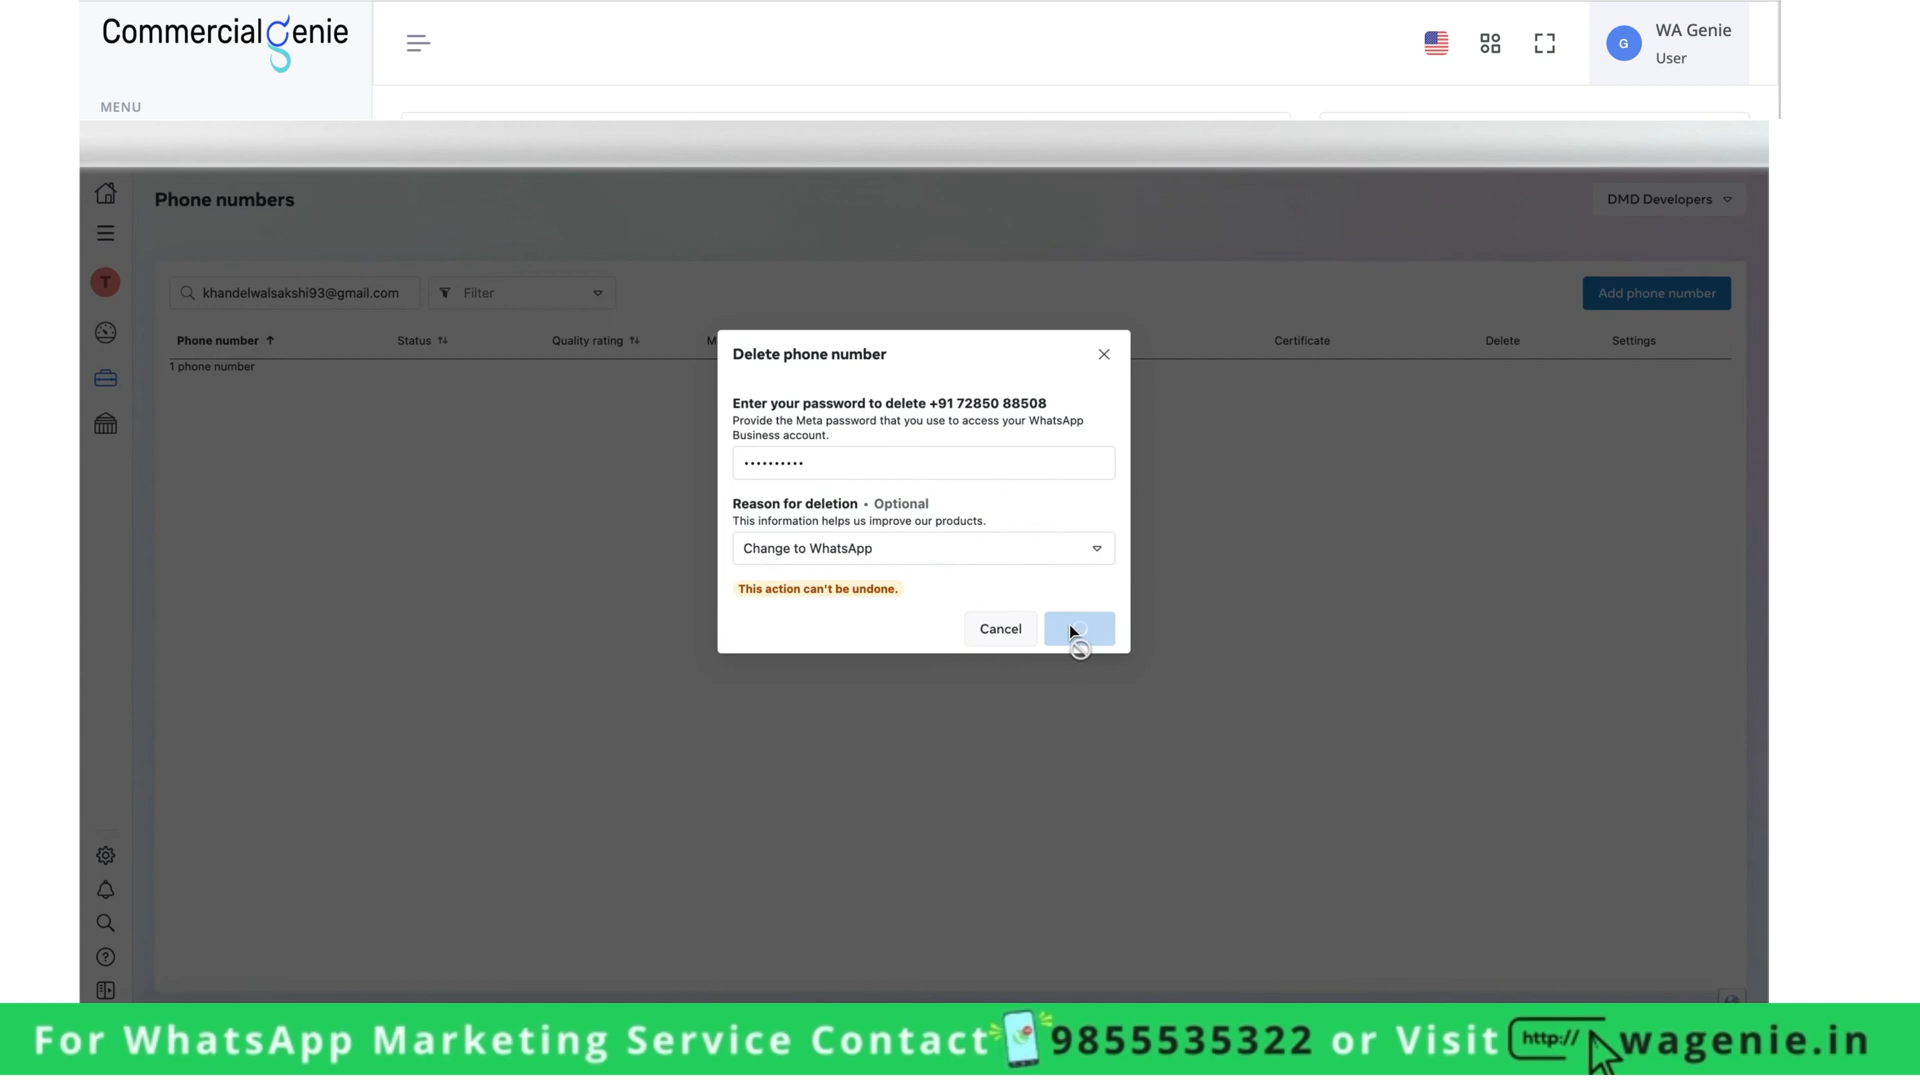 Commercialgenie
G
WA Genie
User
MENU
Phone numbers
DMD Developers
T
khandelwalsakshi93@gmail.com
Filter
Add phone number
Phone number
Status
Quality rating
M
Certificate
Delete
Settings
1 phone number
Delete phone number
Enter your password to delete +91 72850 88508
Provide the Meta password that you use to access your WhatsApp
Business account.
••••••••••
Reason for deletion • Optional
This information helps us improve our products.
Change to WhatsApp
This action can't be undone.
Cancel
For WhatsApp Marketing Service Contact 9855535322 or Visit http:// wagenie.in